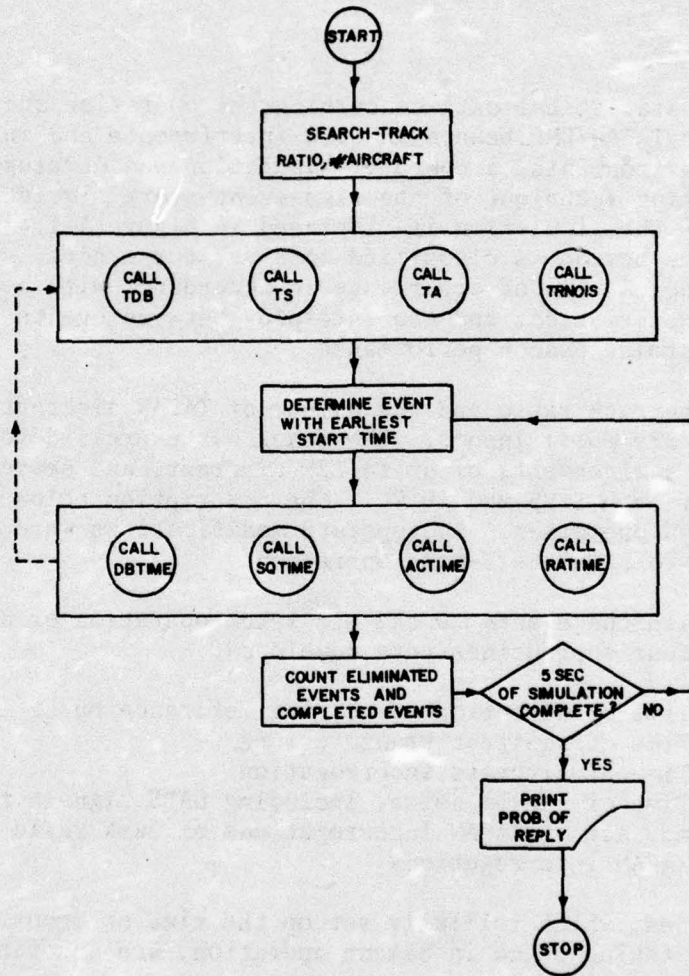 START
SEARCH-TRACK
RATIO, #AIRCRAFT
CALL
TDB
CALL
TS
CALL
TA
CALL
TRNOIS
DETERMINE EVENT
WITH EARLIEST
START TIME
CALL
DBTIME
CALL
SQTIME
CALL
ACTIME
CALL
RATIME
COUNT ELIMINATED
EVENTS AND
COMPLETED EVENTS
5 SEC
OF SIMULATION
COMPLETE?
NO
YES
PRINT
PROB. OF
REPLY
STOP